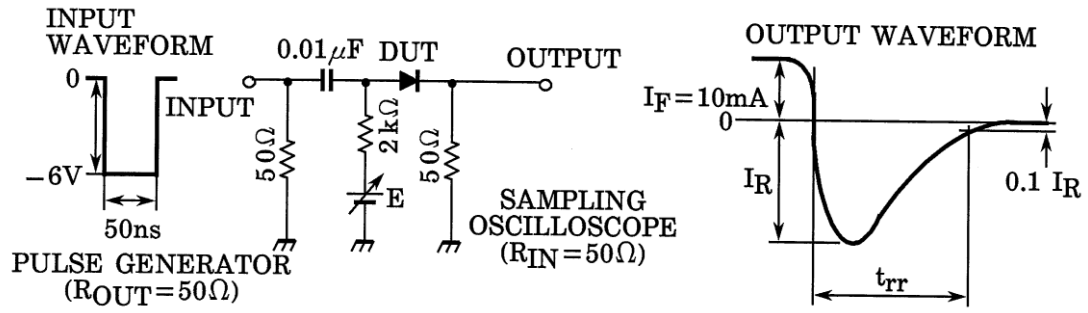 INPUT
WAVEFORM
0
−6V
50ns
PULSE GENERATOR
(ROUT=50Ω)
INPUT
0.01μF
DUT
OUTPUT
50Ω
2kΩ
E
50Ω
SAMPLING
OSCILLOSCOPE
(RIN=50Ω)
OUTPUT WAVEFORM
IF=10mA
0
IR
0.1 IR
trr